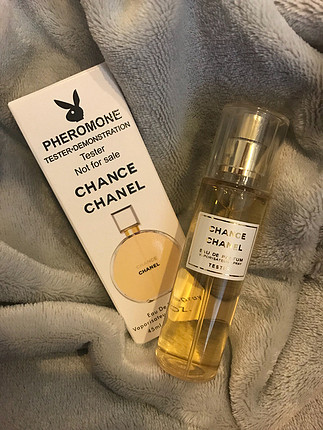 PHEROMONE
TESTER-DEMONSTRATION
Tester
Not for sale
CHANCE
CHANEL
CHANCE
CHANEL
Eau De
45ml
CHANCE
CHANEL
EAU DE PARFUM
TEST